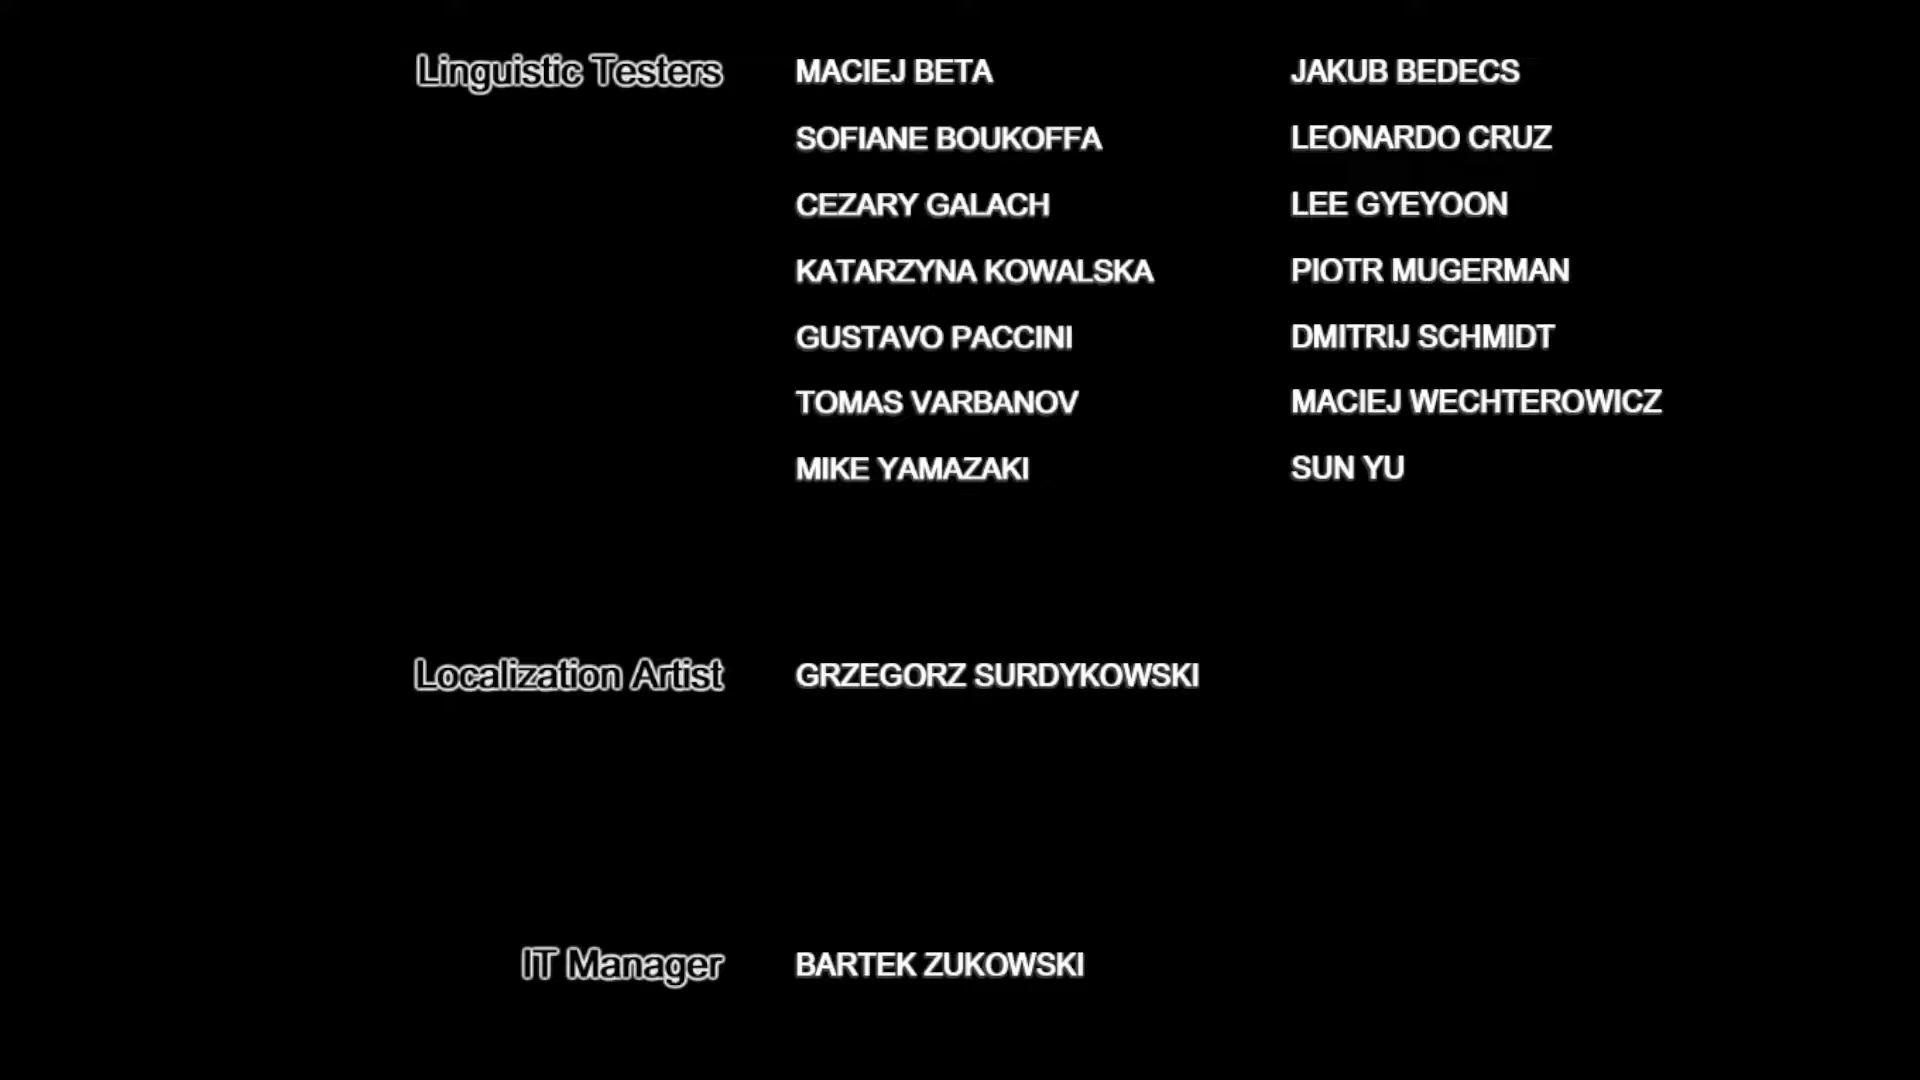 Linguistic Testers MACIEJ BETA JAKUB BEDECS
SOFIANE BOUKOFFA LEONARDO CRUZ
CEZARY GALACH LEE GYEYOON
KATARZYNA KOWALSKA PIOTR MUGERMAN
GUSTAVO PACCINI DMITRIJ SCHMIDT
TOMAS VARBANOV MACIEJ WECHTEROWICZ
MIKE YAMAZAKI SUN YU
Localization Artist GRZEGORZ SURDYKOWSKI
IT Manager BARTEK ZUKOWSKI